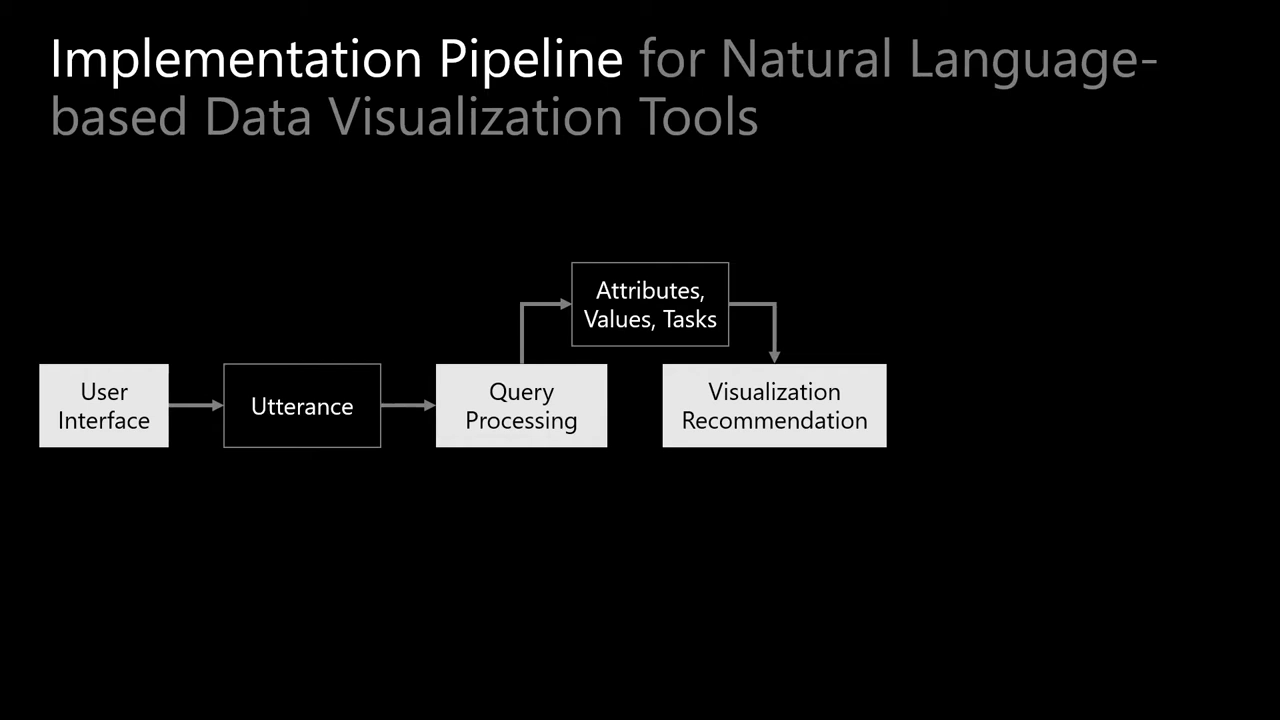 Implementation Pipeline for Natural Language-
based Data Visualization Tools
Attributes,
Values, Tasks
User
Interface
Utterance
Query
Processing
Visualization
Recommendation